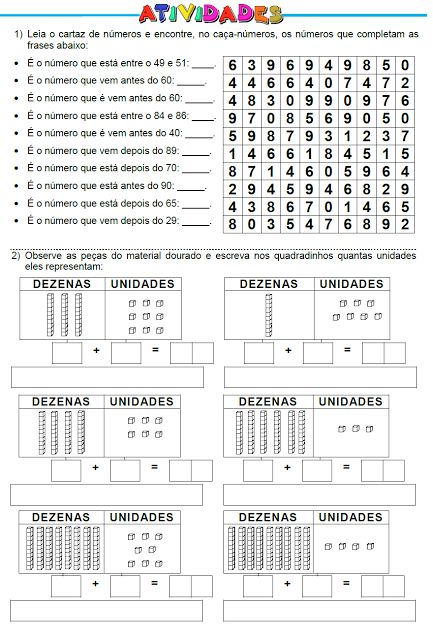 ATIVIDADES
1) Leia o cartaz de números e encontre, no caça-números, os números que completam as
frases abaixo:
• É o número que está entre o 49 e 51: _____.
• É o número que vem antes do 60: _____.
• É o número que é vem antes do 60: _____.
• É o número que está entre o 84 e 86: _____.
• É o número que é vem antes do 40: _____.
• É o número que vem depois do 89: _____.
• É o número que está depois do 70: _____.
• É o número que está antes do 90: _____.
• É o número que está depois do 65: _____.
• É o número que vem depois do 29: _____.
6 3 9 6 9 4 9 8 5 0
4 4 6 6 4 0 7 4 7 2
4 8 3 0 9 9 0 9 7 6
9 7 0 8 5 6 9 0 5 0
5 9 8 7 9 3 1 2 3 7
1 4 6 6 1 8 4 5 1 5
8 7 1 4 6 0 5 9 6 4
2 9 4 5 9 4 6 8 2 9
4 3 8 6 7 0 1 4 6 5
8 0 3 5 4 7 6 8 9 2
2) Observe as peças do material dourado e escreva nos quadradinhos quantas unidades
eles representam:
DEZENAS UNIDADES DEZENAS UNIDADES
+ = + =
DEZENAS UNIDADES DEZENAS UNIDADES
+ = + =
DEZENAS UNIDADES DEZENAS UNIDADES
+ = + =